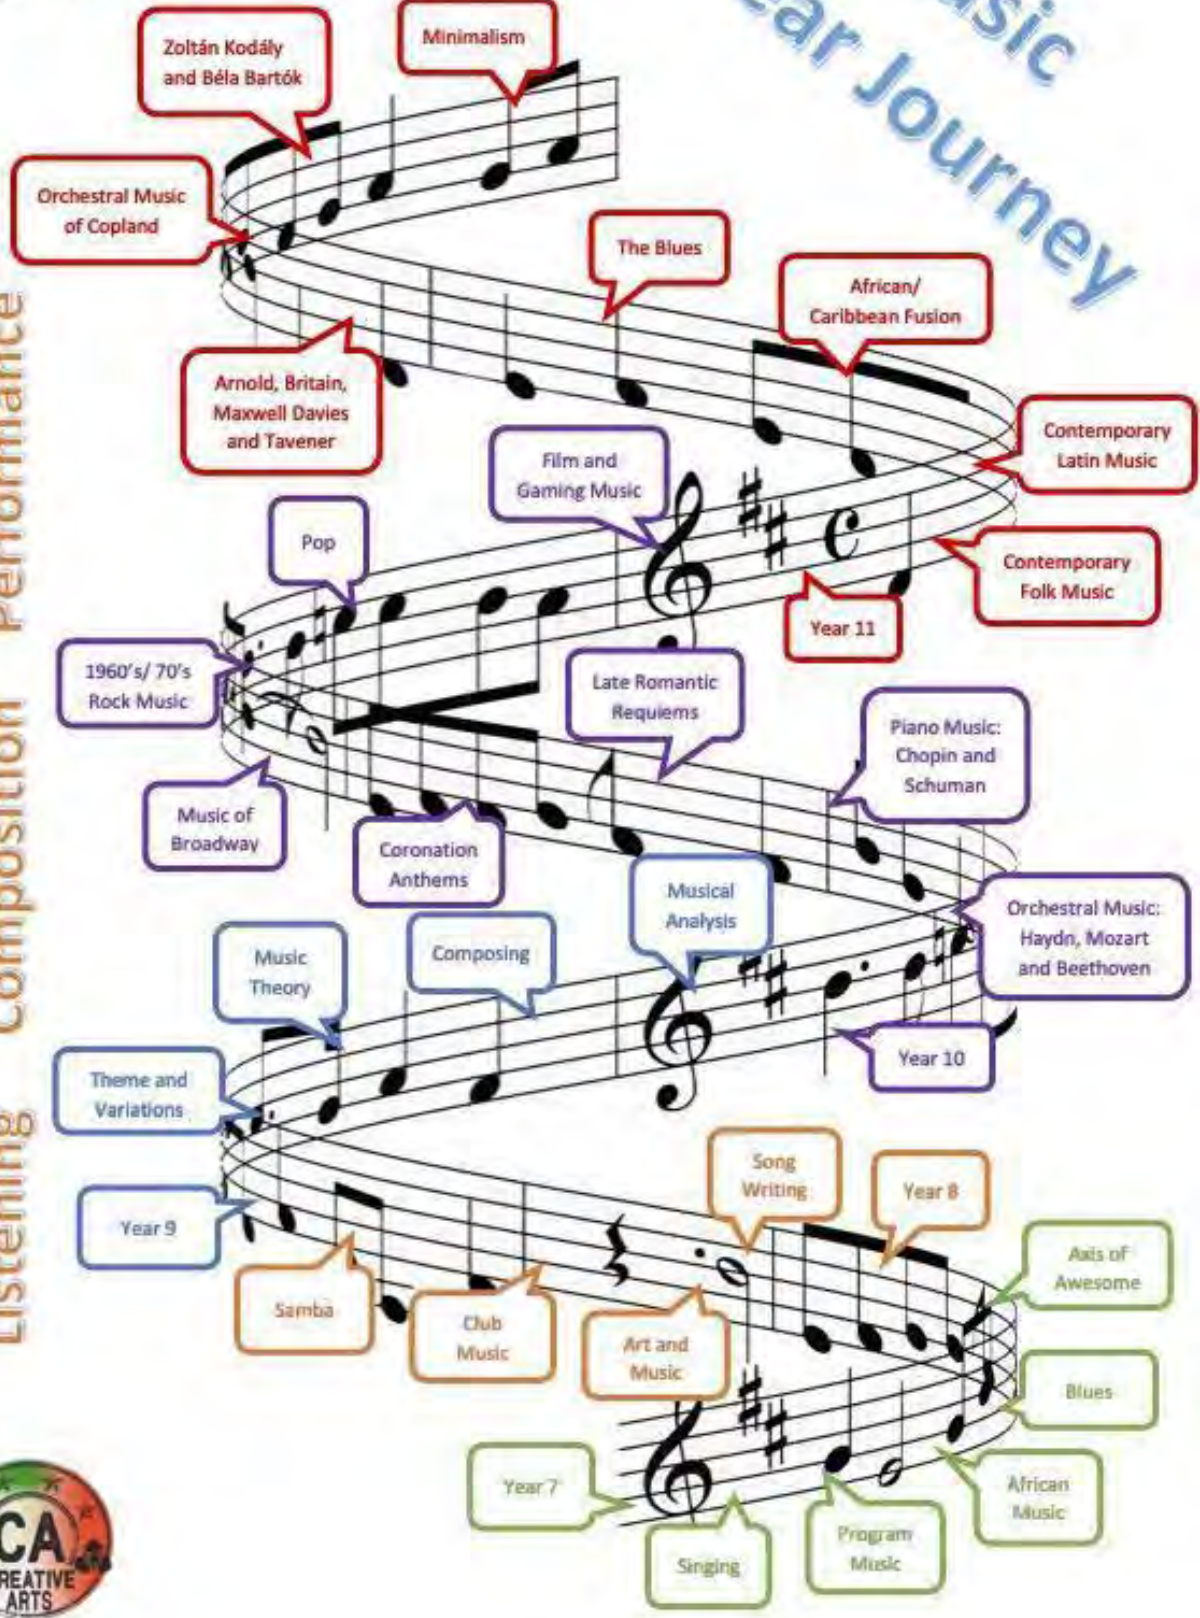 usic
ear Journey
Zoltán Kodály
and Béla Bartók
Minimalism
Orchestral Music
of Copland
The Blues
African/
Caribbean Fusion
Arnold, Britain,
Maxwell Davies
and Tavener
Contemporary
Latin Music
Film and
Gaming Music
Pop
Contemporary
Folk Music
Year 11
1960's/ 70's
Rock Music
Late Romantic
Requiems
Piano Music:
Chopin and
Schuman
Music of
Broadway
Coronation
Anthems
Musical
Analysis
Orchestral Music:
Haydn, Mozart
and Beethoven
Music
Theory
Composing
Year 10
Theme and
Variations
Song
Writing
Year 8
Year 9
Axis of
Awesome
Samba
Club
Music
Art and
Music
Blues
Year 7
African
Music
Singing
Program
Music
Listening Composition Performance
CA
REATIVE
ARTS